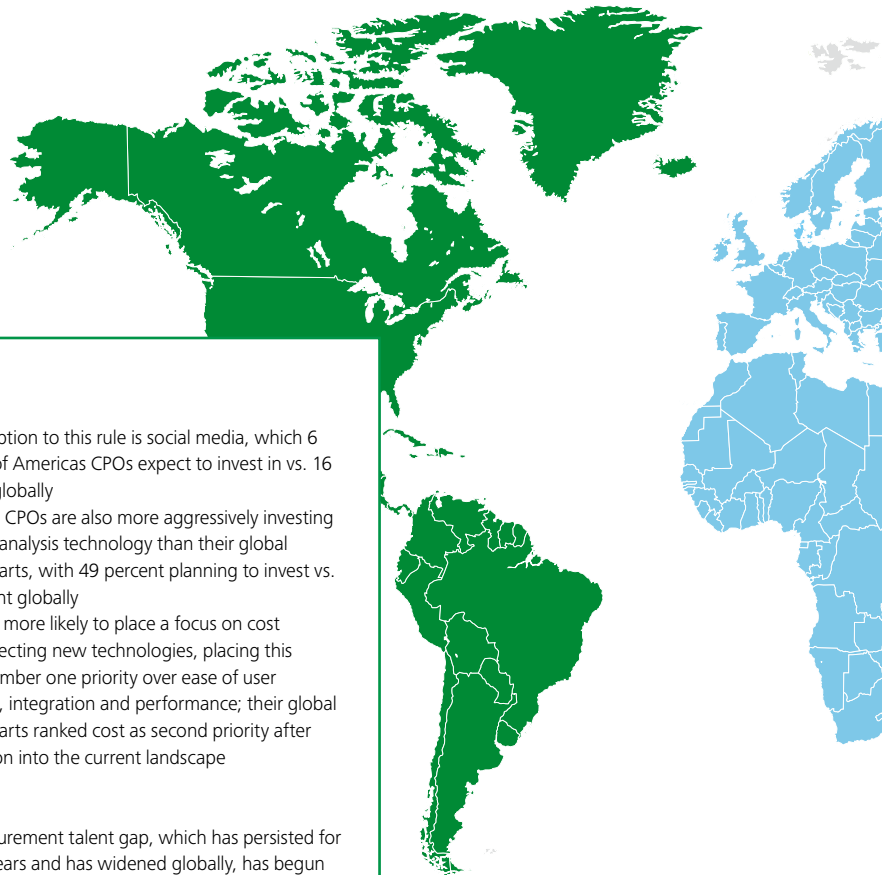 ption to this rule is social media, which 6
of Americas CPOs expect to invest in vs. 16
globally
CPOs are also more aggressively investing
analysis technology than their global
arts, with 49 percent planning to invest vs.
nt globally
more likely to place a focus on cost
ecting new technologies, placing this
mber one priority over ease of user
, integration and performance; their global
arts ranked cost as second priority after
on into the current landscape
urement talent gap, which has persisted for
ears and has widened globally, has begun